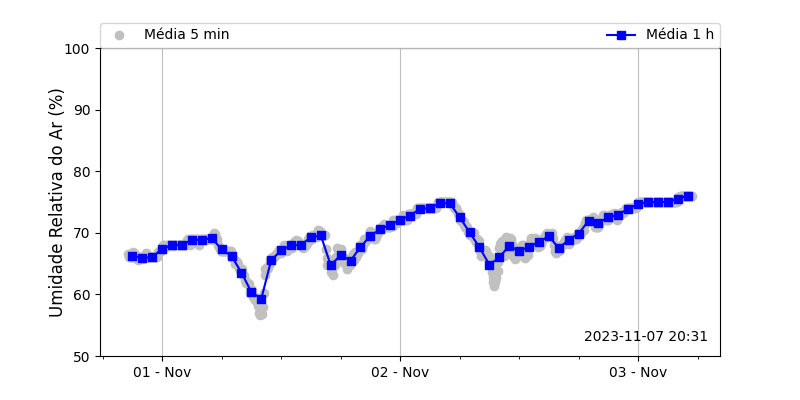 Média 5 min
Média 1 h
Umidade Relativa do Ar (%)
100
90
80
70
60
50
2023-11-07 20:31
01 - Nov
02 - Nov
03 - Nov